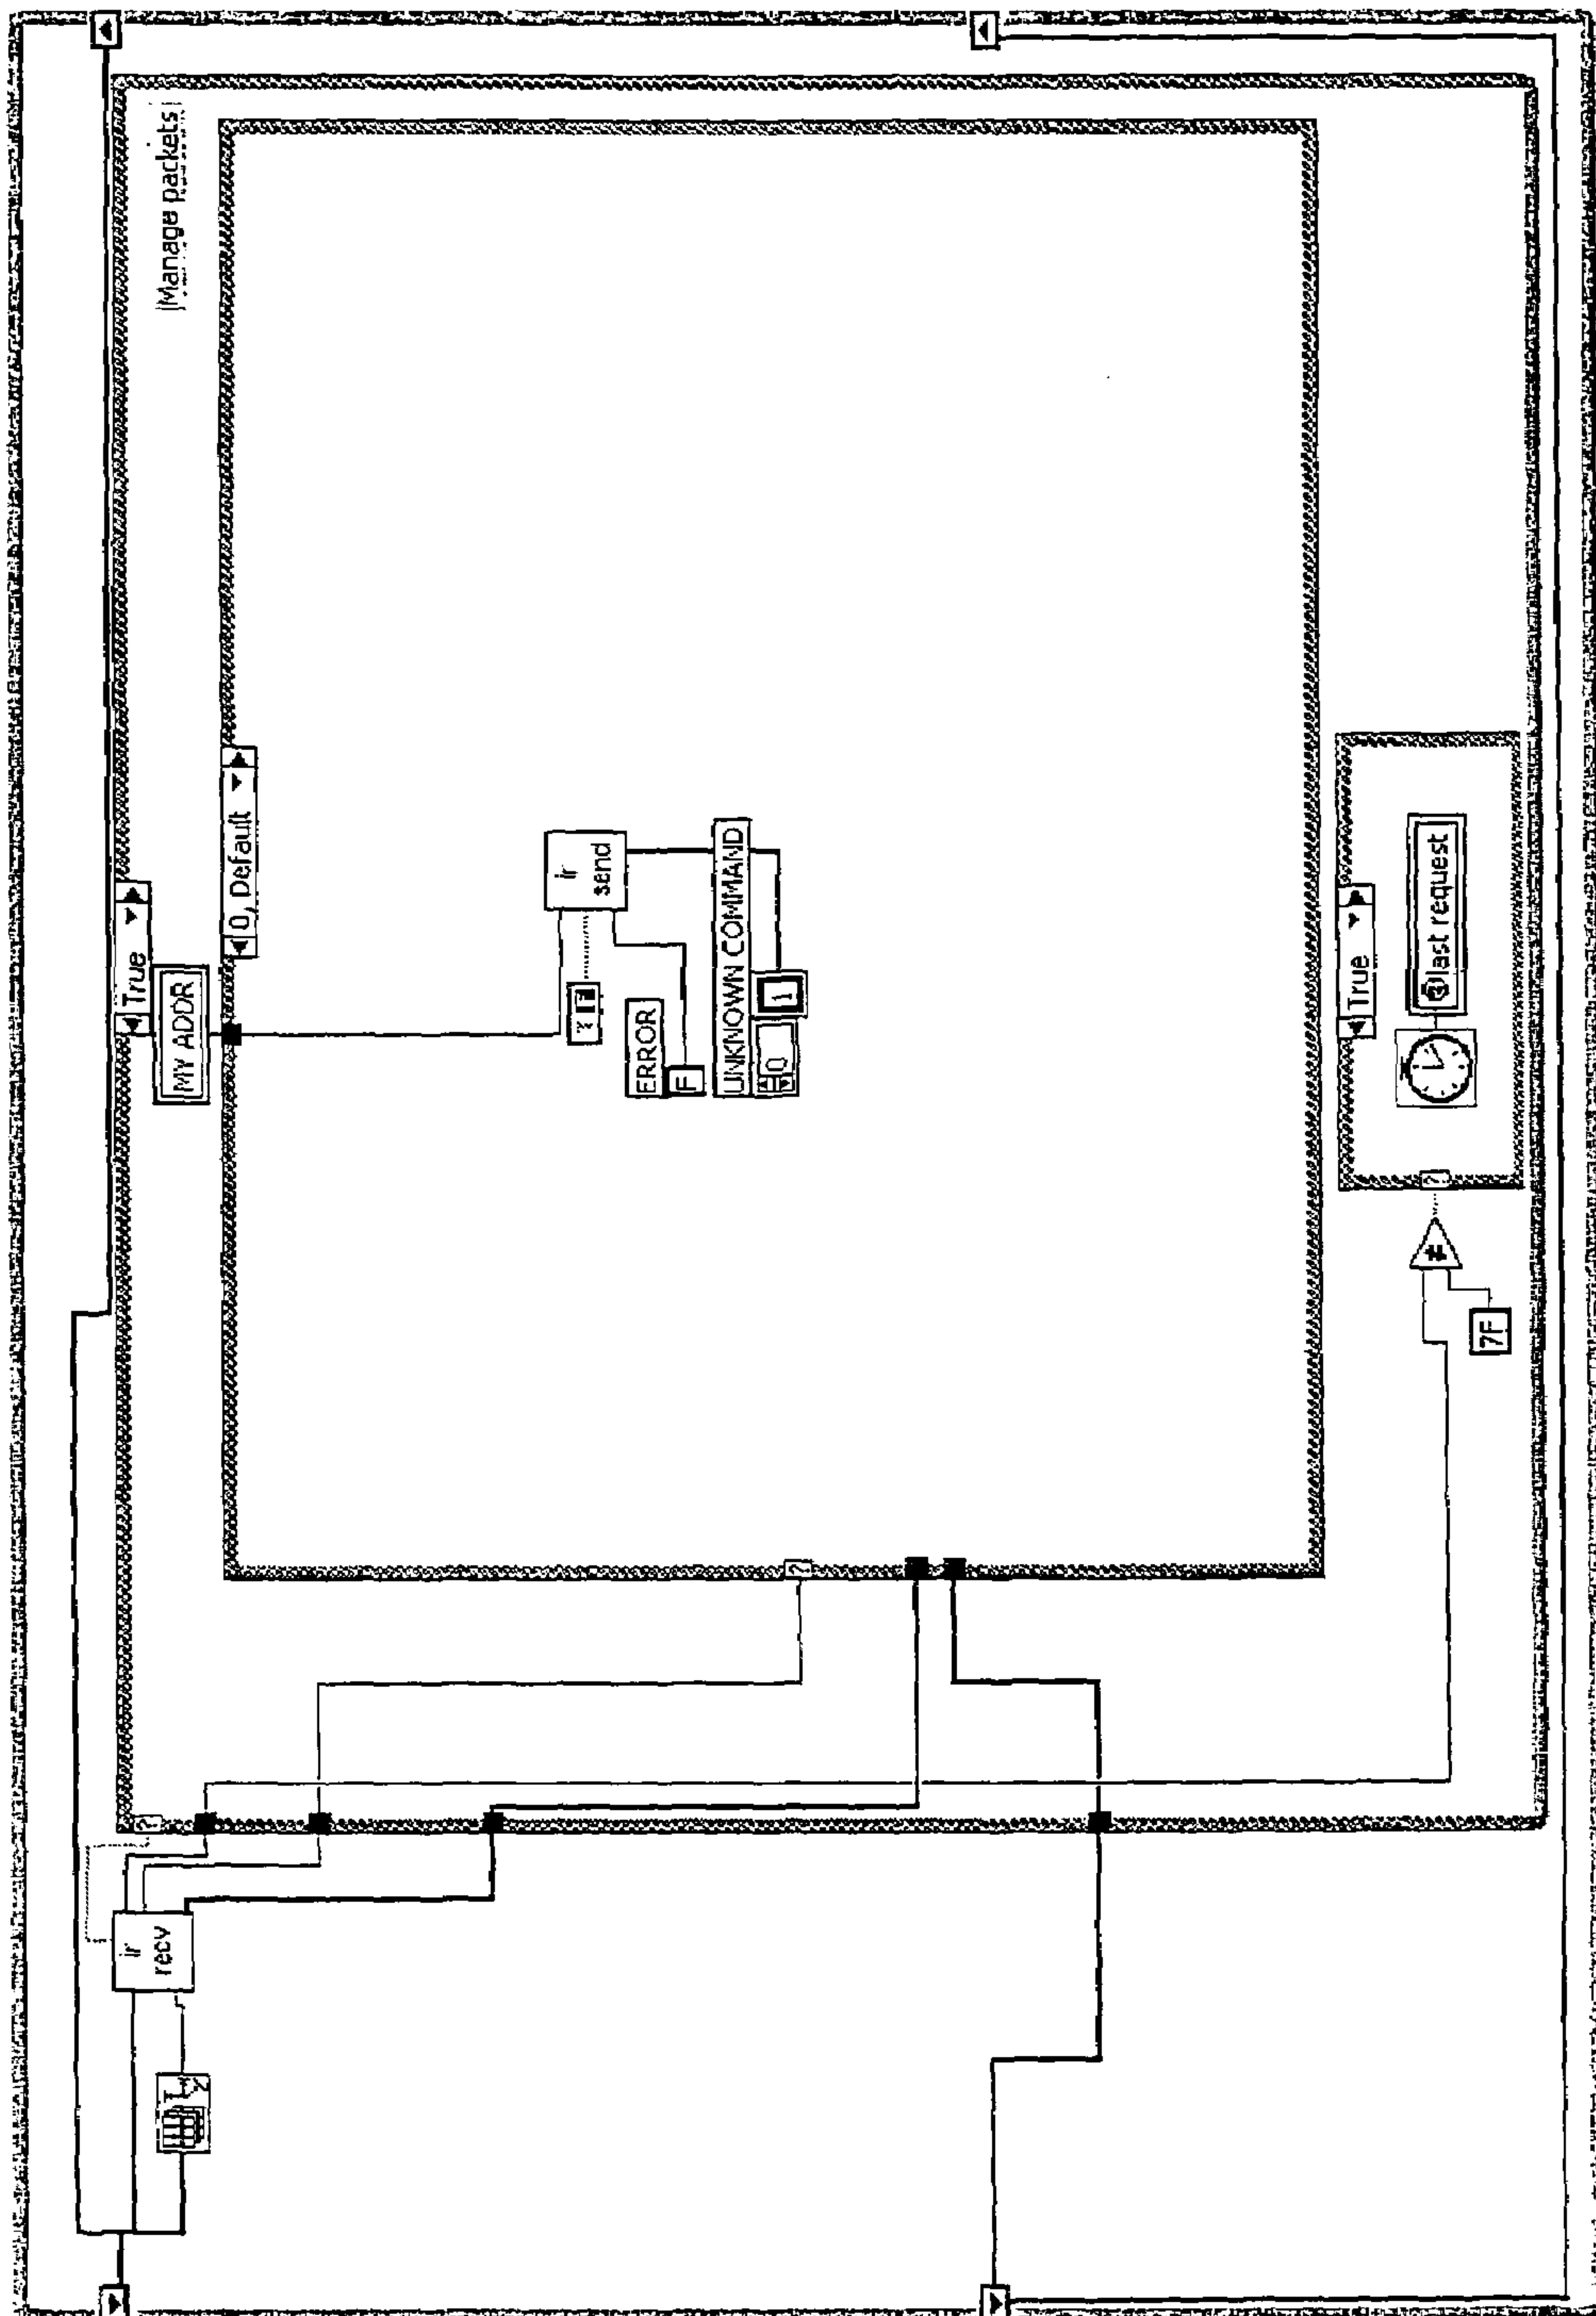 Manage packets
True
MY ADDR
0, Default
ir
send
ERROR
F
UNKNOWN COMMAND
0
1
True
last request
?
≠
7F
?
?
ir
recv